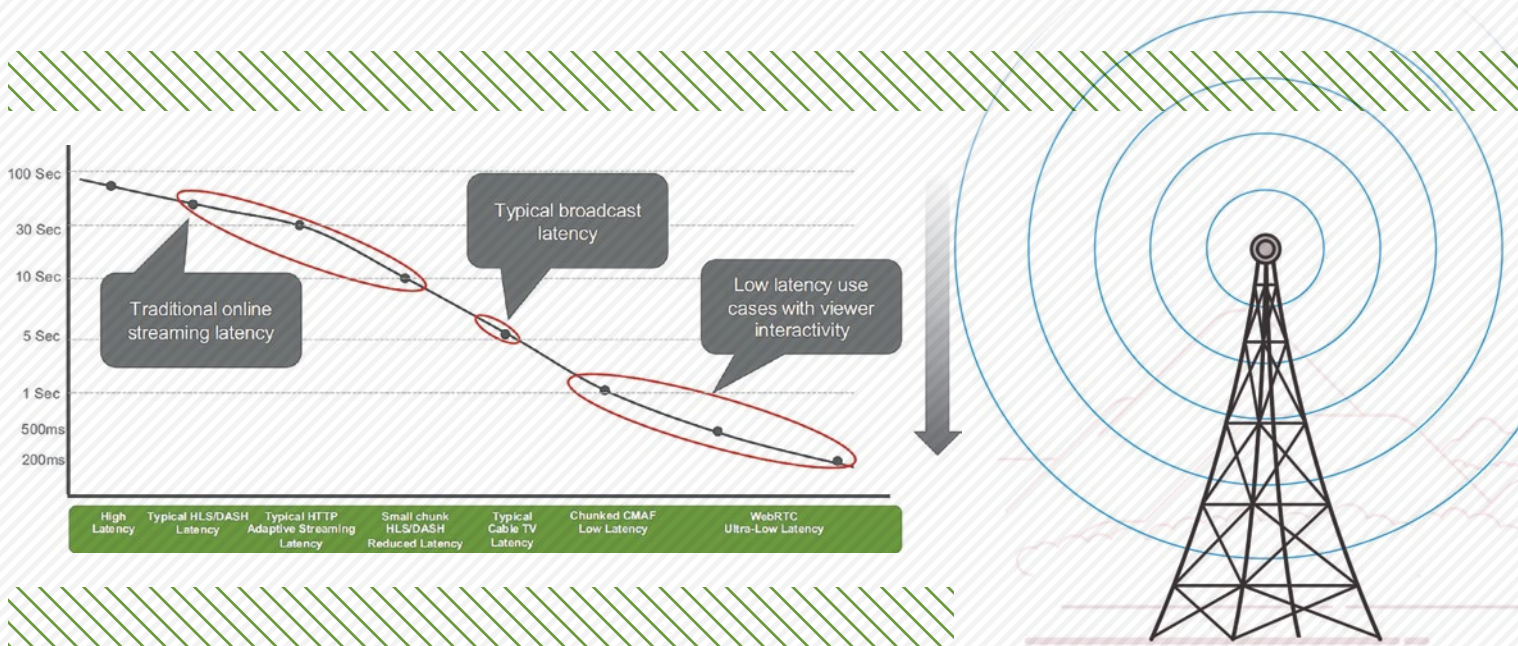 100 Sec
30 Sec
10 Sec
5 Sec
1 Sec
500ms
200ms
Traditional online
streaming latency
Typical broadcast
latency
Low latency use
cases with viewer
interactivity
High
Latency
Typical HLS/DASH
Latency
Typical HTTP
Adaptive Streaming
Latency
Small chunk
HLS/DASH
Reduced Latency
Typical
Cable TV
Latency
Chunked CMAF
Low Latency
WebRTC
Ultra-Low Latency